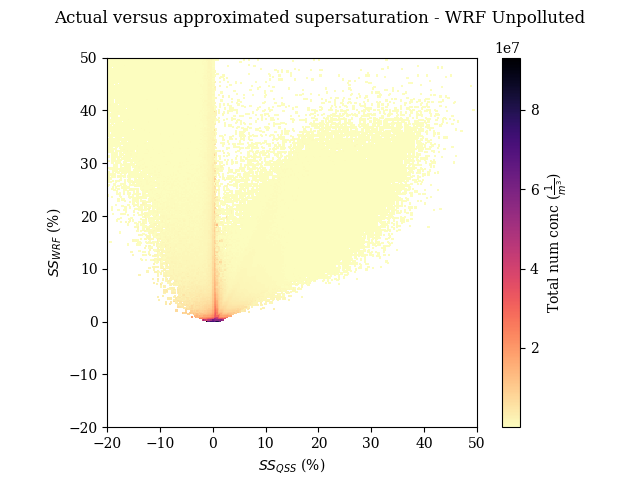 Actual versus approximated supersaturation - WRF Unpolluted
1e7
50
40
30
20
10
0
−10
−20
SS_WRF (%)
−20 −10 0 10 20 30 40 50
SS_QSS (%)
8
6
4
2
Total num conc (1/m³)